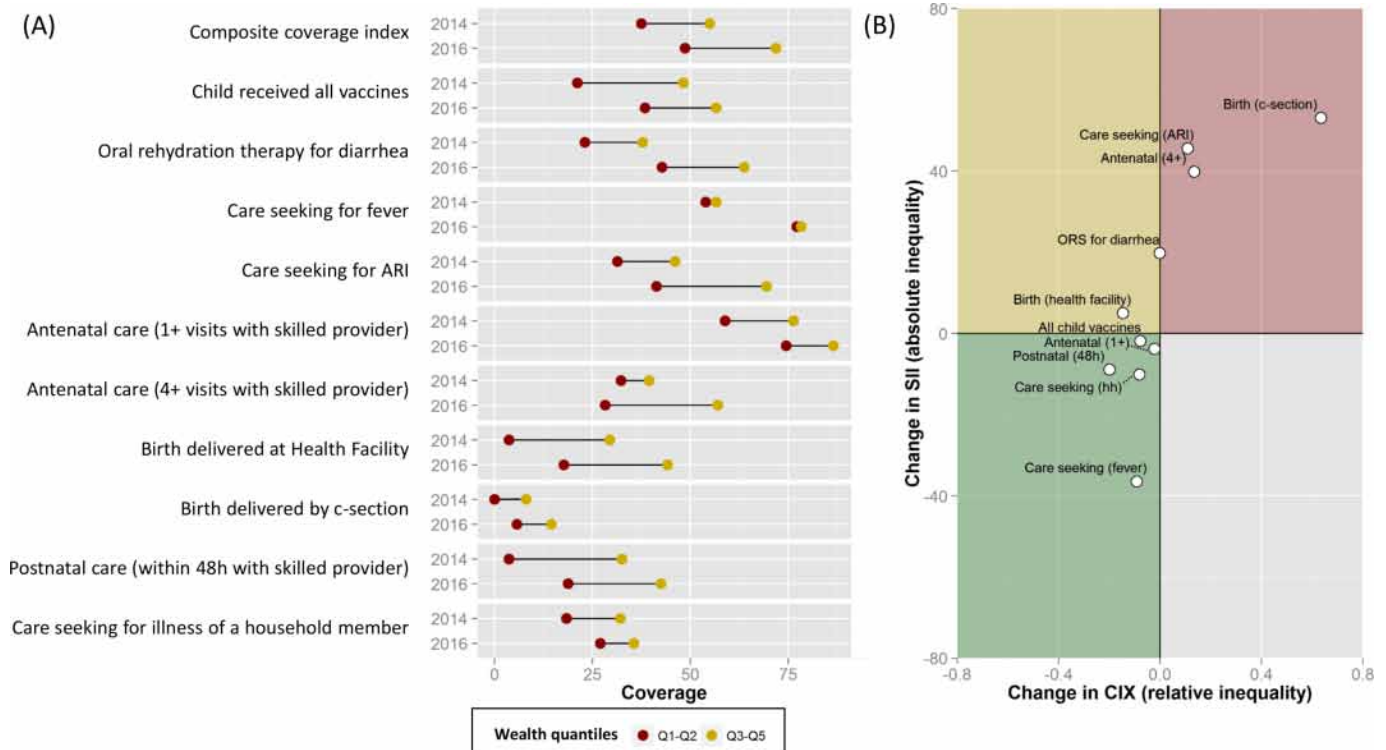 (A)
Composite coverage index
2014
2016
Child received all vaccines
2014
2016
Oral rehydration therapy for diarrhea
2014
2016
Care seeking for fever
2014
2016
Care seeking for ARI
2014
2016
Antenatal care (1+ visits with skilled provider)
2014
2016
Antenatal care (4+ visits with skilled provider)
2014
2016
Birth delivered at Health Facility
2014
2016
Birth delivered by c-section
2014
2016
Postnatal care (within 48h with skilled provider)
2014
2016
Care seeking for illness of a household member
2014
2016
0 25 50 75
Coverage
Wealth quantiles Q1-Q2 Q3-Q5
(B)
80
40
0
-40
-80
Change in SII (absolute inequality)
Birth (c-section)
Care seeking (ARI)
Antenatal (4+)
ORS for diarrhea
Birth (health facility)
All child vaccines
Antenatal (1+)
Postnatal (48h)
Care seeking (hh)
Care seeking (fever)
-0.8 -0.4 0.0 0.4 0.8
Change in CIX (relative inequality)